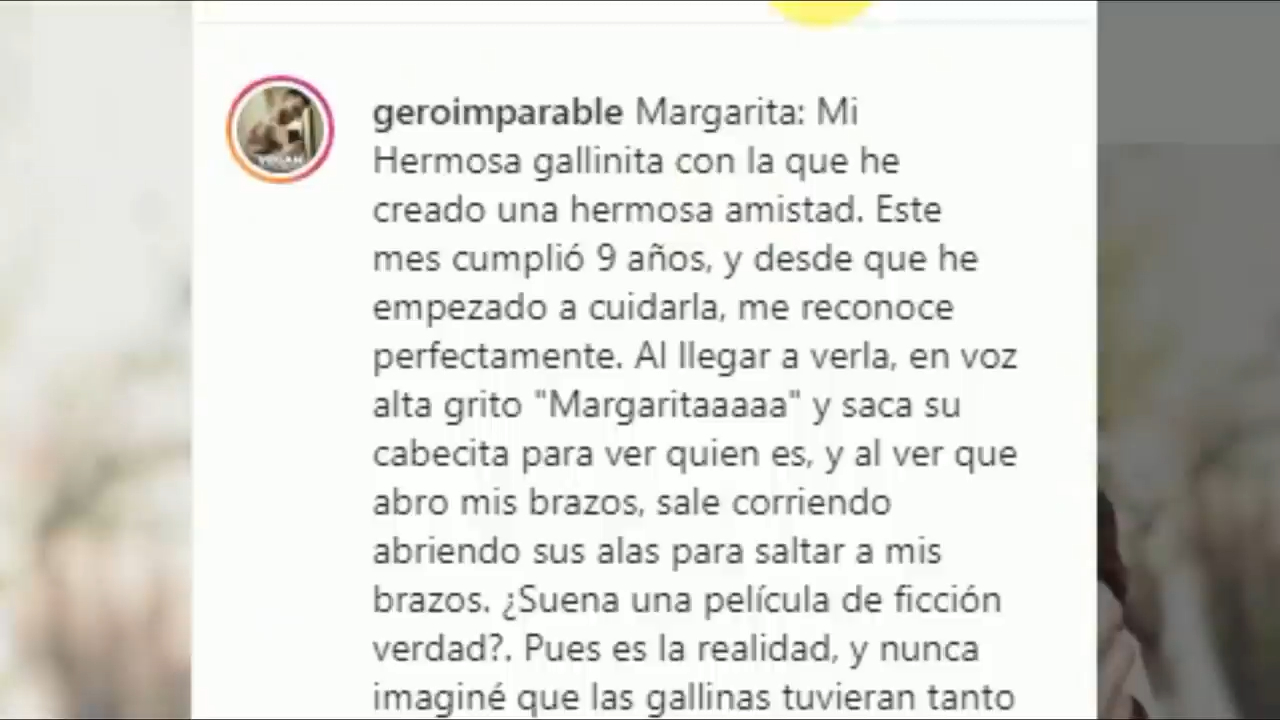 geroimparable Margarita: Mi
Hermosa gallinita con la que he
creado una hermosa amistad. Este
mes cumplió 9 años, y desde que he
empezado a cuidarla, me reconoce
perfectamente. Al llegar a verla, en voz
alta grito "Margaritaaaaa" y saca su
cabecita para ver quien es, y al ver que
abro mis brazos, sale corriendo
abriendo sus alas para saltar a mis
brazos. ¿Suena una película de ficción
verdad?. Pues es la realidad, y nunca
imaginé que las gallinas tuvieran tanto